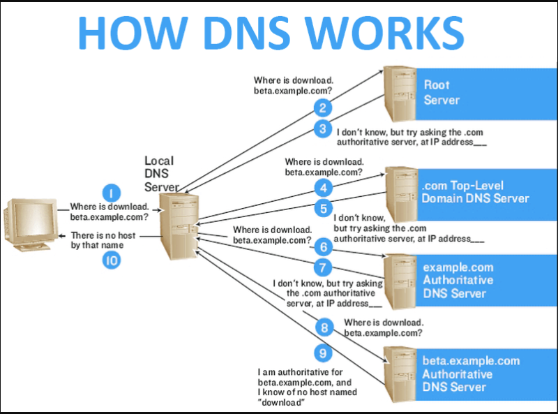 HOW DNS WORKS
Where is download.
beta.example.com?
2
3
Root
Server
I don't know, but try asking the .com
authoritative server, at IP address___
Local
DNS
Server
1
Where is download.
beta.example.com?
There is no host
by that name
10
Where is download.
beta.example.com?
4
5
.com Top-Level
Domain DNS Server
I don't know,
but try asking the .com
authoritative server, at IP address___
Where is download.
beta.example.com?
6
7
example.com
Authoritative
DNS Server
I don't know, but try asking
the .com authoritative
server, at IP address___
8
Where is download.
beta.example.com?
9
I am authoritative for
beta.example.com, and
I know of no host named
"download"
beta.example.com
Authoritative
DNS Server